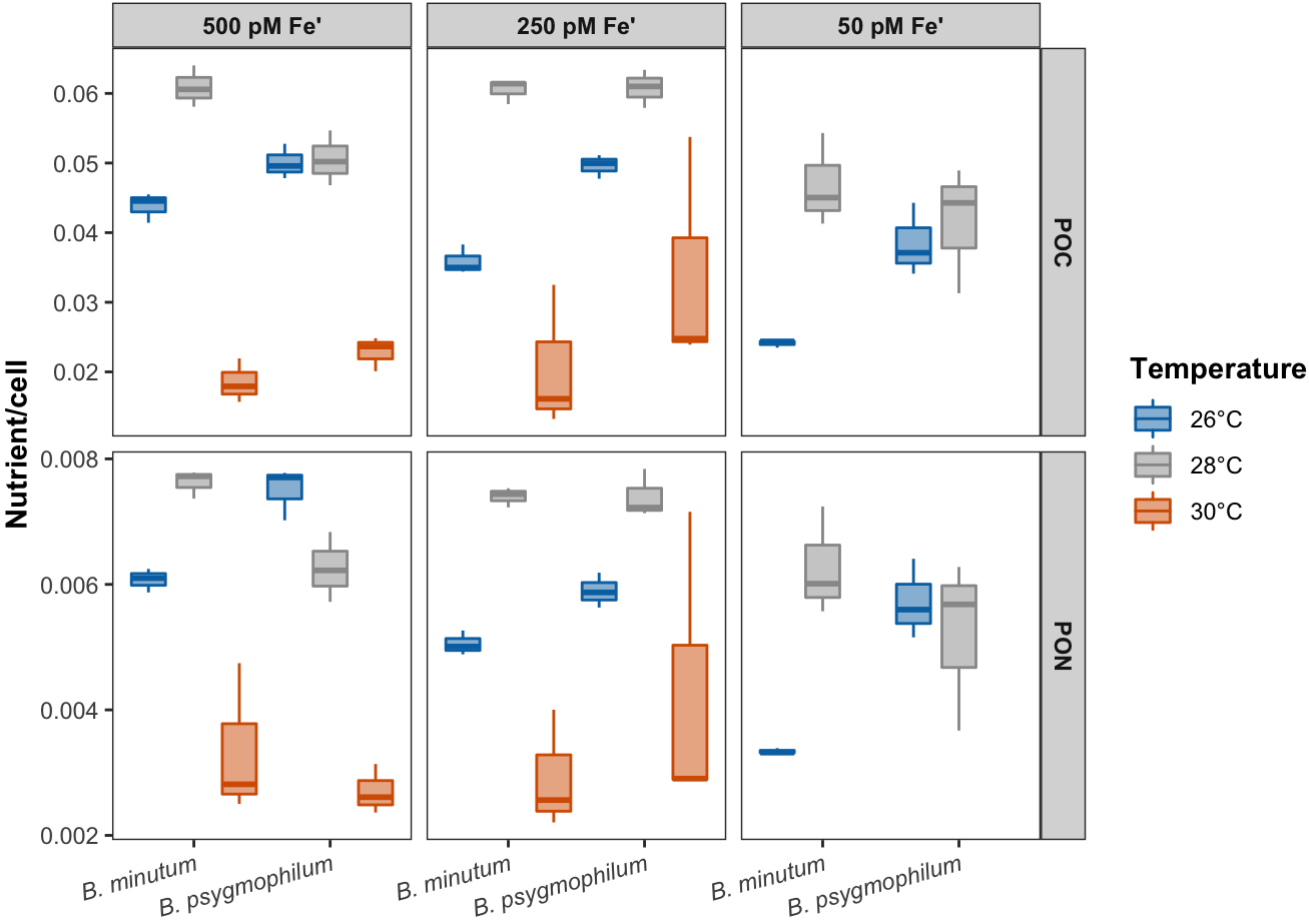 500 pM Fe'
250 pM Fe'
50 pM Fe'
Nutrient/cell
0.06
0.05
0.04
0.03
0.02
POC
0.008
0.006
0.004
0.002
PON
B. minutum
B. psygmophilum
B. minutum
B. psygmophilum
B. minutum
B. psygmophilum
Temperature
26°C
28°C
30°C